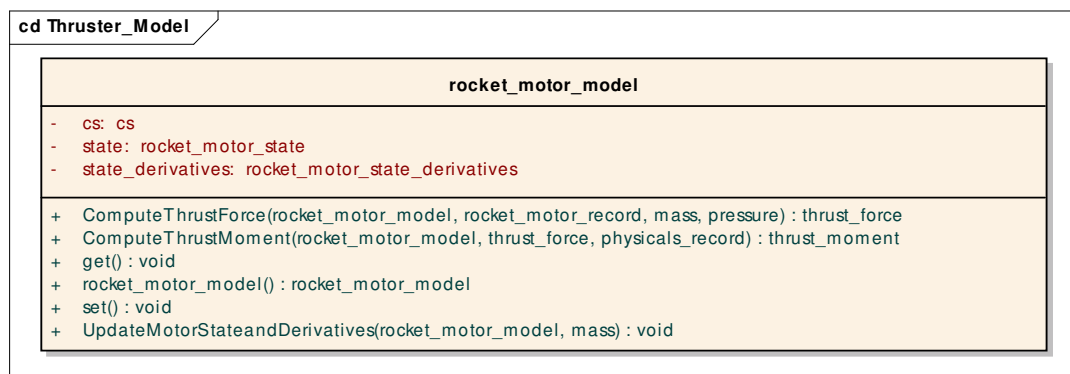 cd Thruster_Model
rocket_motor_model
- cs: cs
- state: rocket_motor_state
- state_derivatives: rocket_motor_state_derivatives
+ ComputeThrustForce(rocket_motor_model, rocket_motor_record, mass, pressure) : thrust_force
+ ComputeThrustMoment(rocket_motor_model, thrust_force, physicals_record) : thrust_moment
+ get() : void
+ rocket_motor_model() : rocket_motor_model
+ set() : void
+ UpdateMotorStateandDerivatives(rocket_motor_model, mass) : void